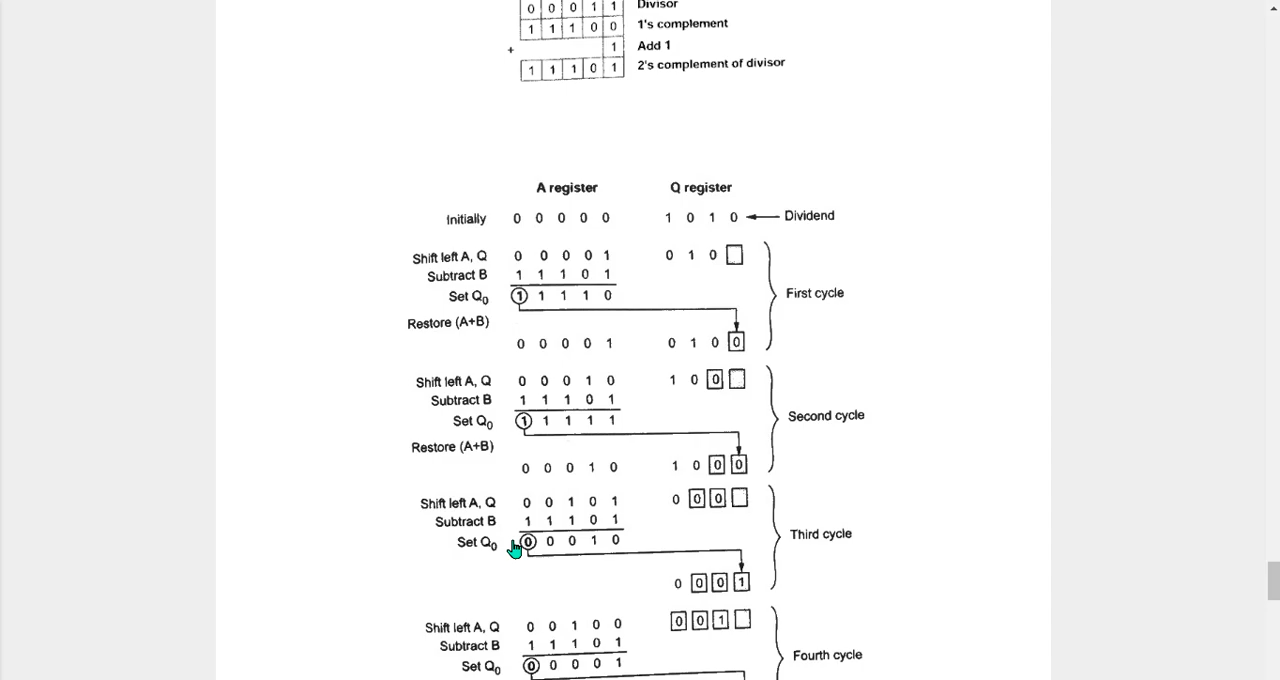 0 0 0 1 1 Divisor
1 1 1 0 0 1's complement
+ 1 Add 1
1 1 1 0 1 2's complement of divisor
A register Q register
Initially 0 0 0 0 0 1 0 1 0 Dividend
Shift left A, Q 0 0 0 0 1 0 1 0
Subtract B 1 1 1 0 1
Set Q0 1 1 1 1 0 First cycle
Restore (A+B)
0 0 0 0 1 0 1 0 0
Shift left A, Q 0 0 0 1 0 1 0 0
Subtract B 1 1 1 0 1
Set Q0 1 1 1 1 1 Second cycle
Restore (A+B)
0 0 0 1 0 1 0 0 0
Shift left A, Q 0 0 1 0 1 0 0 0
Subtract B 1 1 1 0 1
Set Q0 0 0 0 1 0 Third cycle
0 0 0 1
Shift left A, Q 0 0 1 0 0 0 0 1
Subtract B 1 1 1 0 1
Set Q0 0 0 0 0 1 Fourth cycle